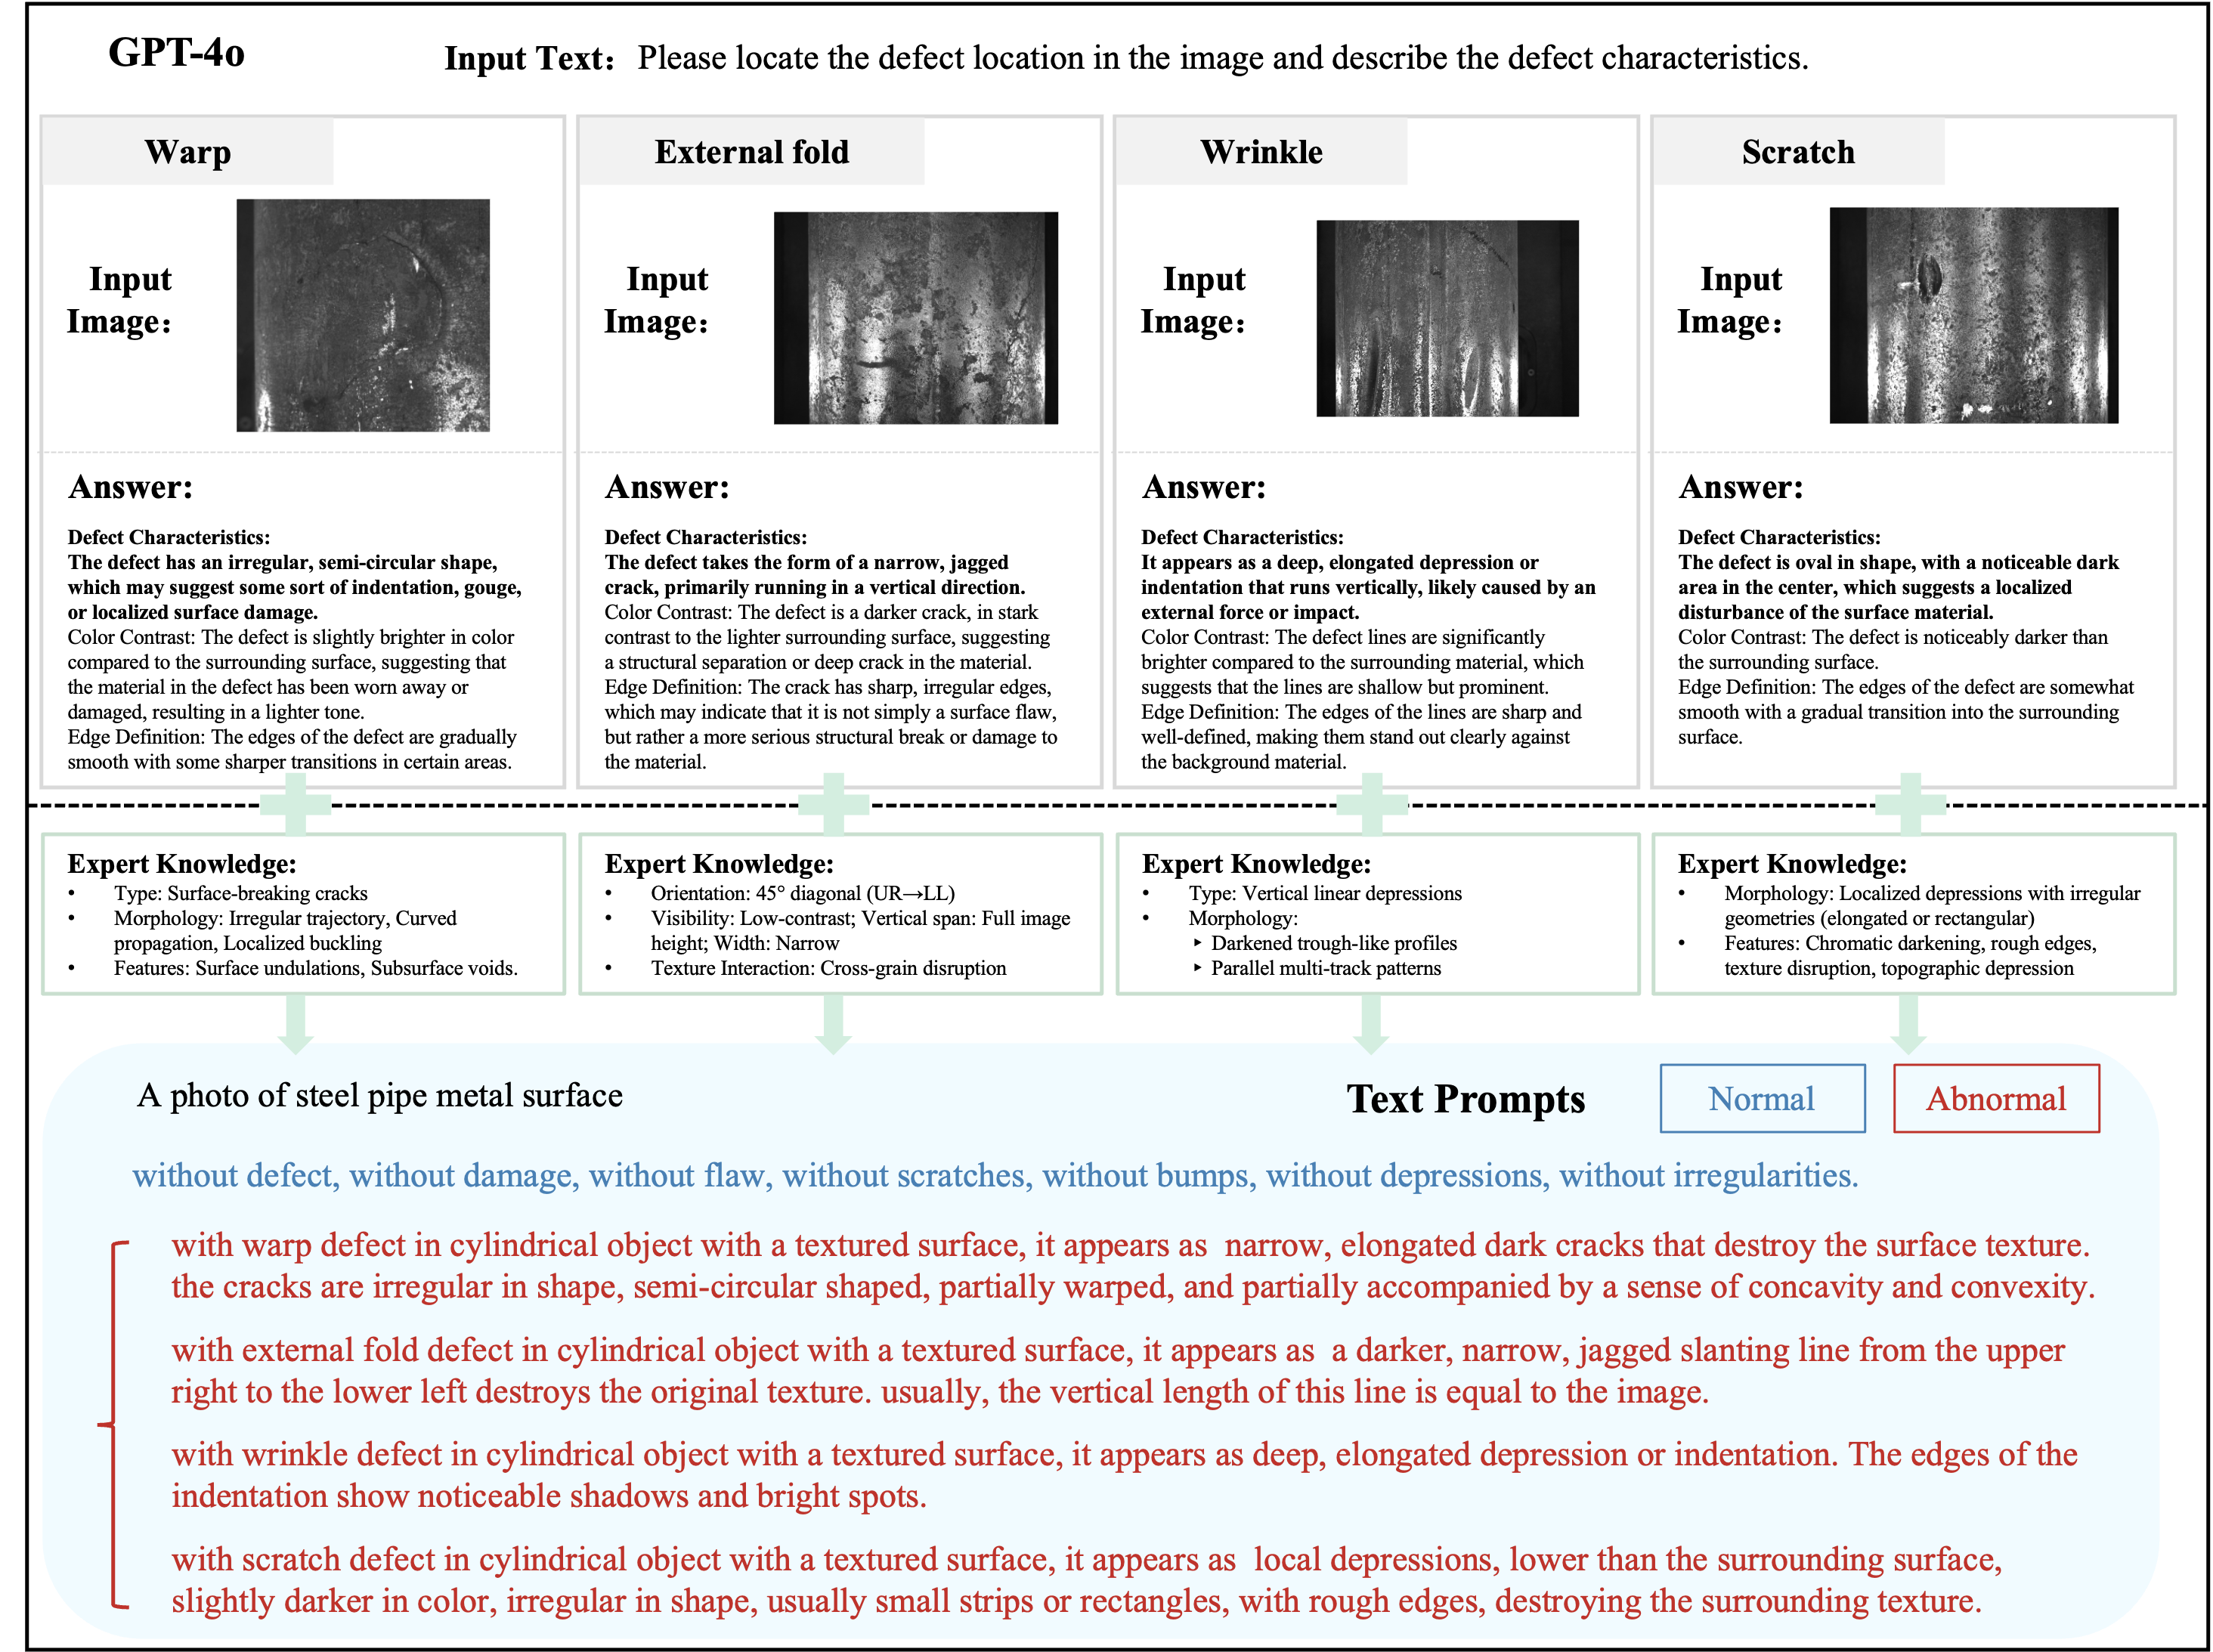 GPT-4o
Input Text： Please locate the defect location in the image and describe the defect characteristics.
Warp
Input
Image：
Answer:
Defect Characteristics:
The defect has an irregular, semi-circular shape,
which may suggest some sort of indentation, gouge,
or localized surface damage.
Color Contrast: The defect is slightly brighter in color
compared to the surrounding surface, suggesting that
the material in the defect has been worn away or
damaged, resulting in a lighter tone.
Edge Definition: The edges of the defect are gradually
smooth with some sharper transitions in certain areas.
External fold
Input
Image：
Answer:
Defect Characteristics:
The defect takes the form of a narrow, jagged
crack, primarily running in a vertical direction.
Color Contrast: The defect is a darker crack, in stark
contrast to the lighter surrounding surface, suggesting
a structural separation or deep crack in the material.
Edge Definition: The crack has sharp, irregular edges,
which may indicate that it is not simply a surface flaw,
but rather a more serious structural break or damage to
the material.
Wrinkle
Input
Image：
Answer:
Defect Characteristics:
It appears as a deep, elongated depression or
indentation that runs vertically, likely caused by an
external force or impact.
Color Contrast: The defect lines are significantly
brighter compared to the surrounding material, which
suggests that the lines are shallow but prominent.
Edge Definition: The edges of the lines are sharp and
well-defined, making them stand out clearly against
the background material.
Scratch
Input
Image：
Answer:
Defect Characteristics:
The defect is oval in shape, with a noticeable dark
area in the center, which suggests a localized
disturbance of the surface material.
Color Contrast: The defect is noticeably darker than
the surrounding surface.
Edge Definition: The edges of the defect are somewhat
smooth with a gradual transition into the surrounding
surface.
Expert Knowledge:
• Type: Surface-breaking cracks
• Morphology: Irregular trajectory, Curved
propagation, Localized buckling
• Features: Surface undulations, Subsurface voids.
Expert Knowledge:
• Orientation: 45° diagonal (UR→LL)
• Visibility: Low-contrast; Vertical span: Full image
height; Width: Narrow
• Texture Interaction: Cross-grain disruption
Expert Knowledge:
• Type: Vertical linear depressions
• Morphology:
‣ Darkened trough-like profiles
‣ Parallel multi-track patterns
Expert Knowledge:
• Morphology: Localized depressions with irregular
geometries (elongated or rectangular)
• Features: Chromatic darkening, rough edges,
texture disruption, topographic depression
A photo of steel pipe metal surface
Text Prompts
Normal
Abnormal
without defect, without damage, without flaw, without scratches, without bumps, without depressions, without irregularities.
with warp defect in cylindrical object with a textured surface, it appears as narrow, elongated dark cracks that destroy the surface texture.
the cracks are irregular in shape, semi-circular shaped, partially warped, and partially accompanied by a sense of concavity and convexity.
with external fold defect in cylindrical object with a textured surface, it appears as a darker, narrow, jagged slanting line from the upper
right to the lower left destroys the original texture. usually, the vertical length of this line is equal to the image.
with wrinkle defect in cylindrical object with a textured surface, it appears as deep, elongated depression or indentation. The edges of the
indentation show noticeable shadows and bright spots.
with scratch defect in cylindrical object with a textured surface, it appears as local depressions, lower than the surrounding surface,
slightly darker in color, irregular in shape, usually small strips or rectangles, with rough edges, destroying the surrounding texture.